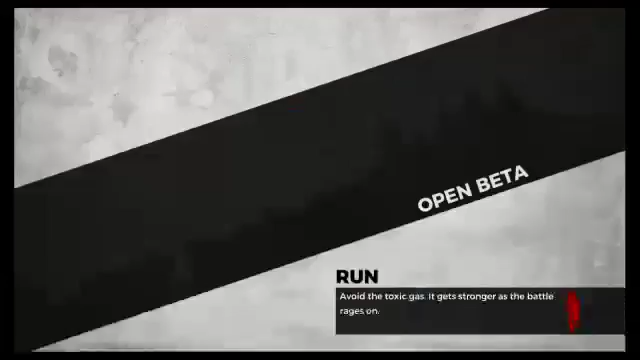 OPEN BETA
RUN
Avoid the toxic gas. It gets stronger as the battle
rages on.